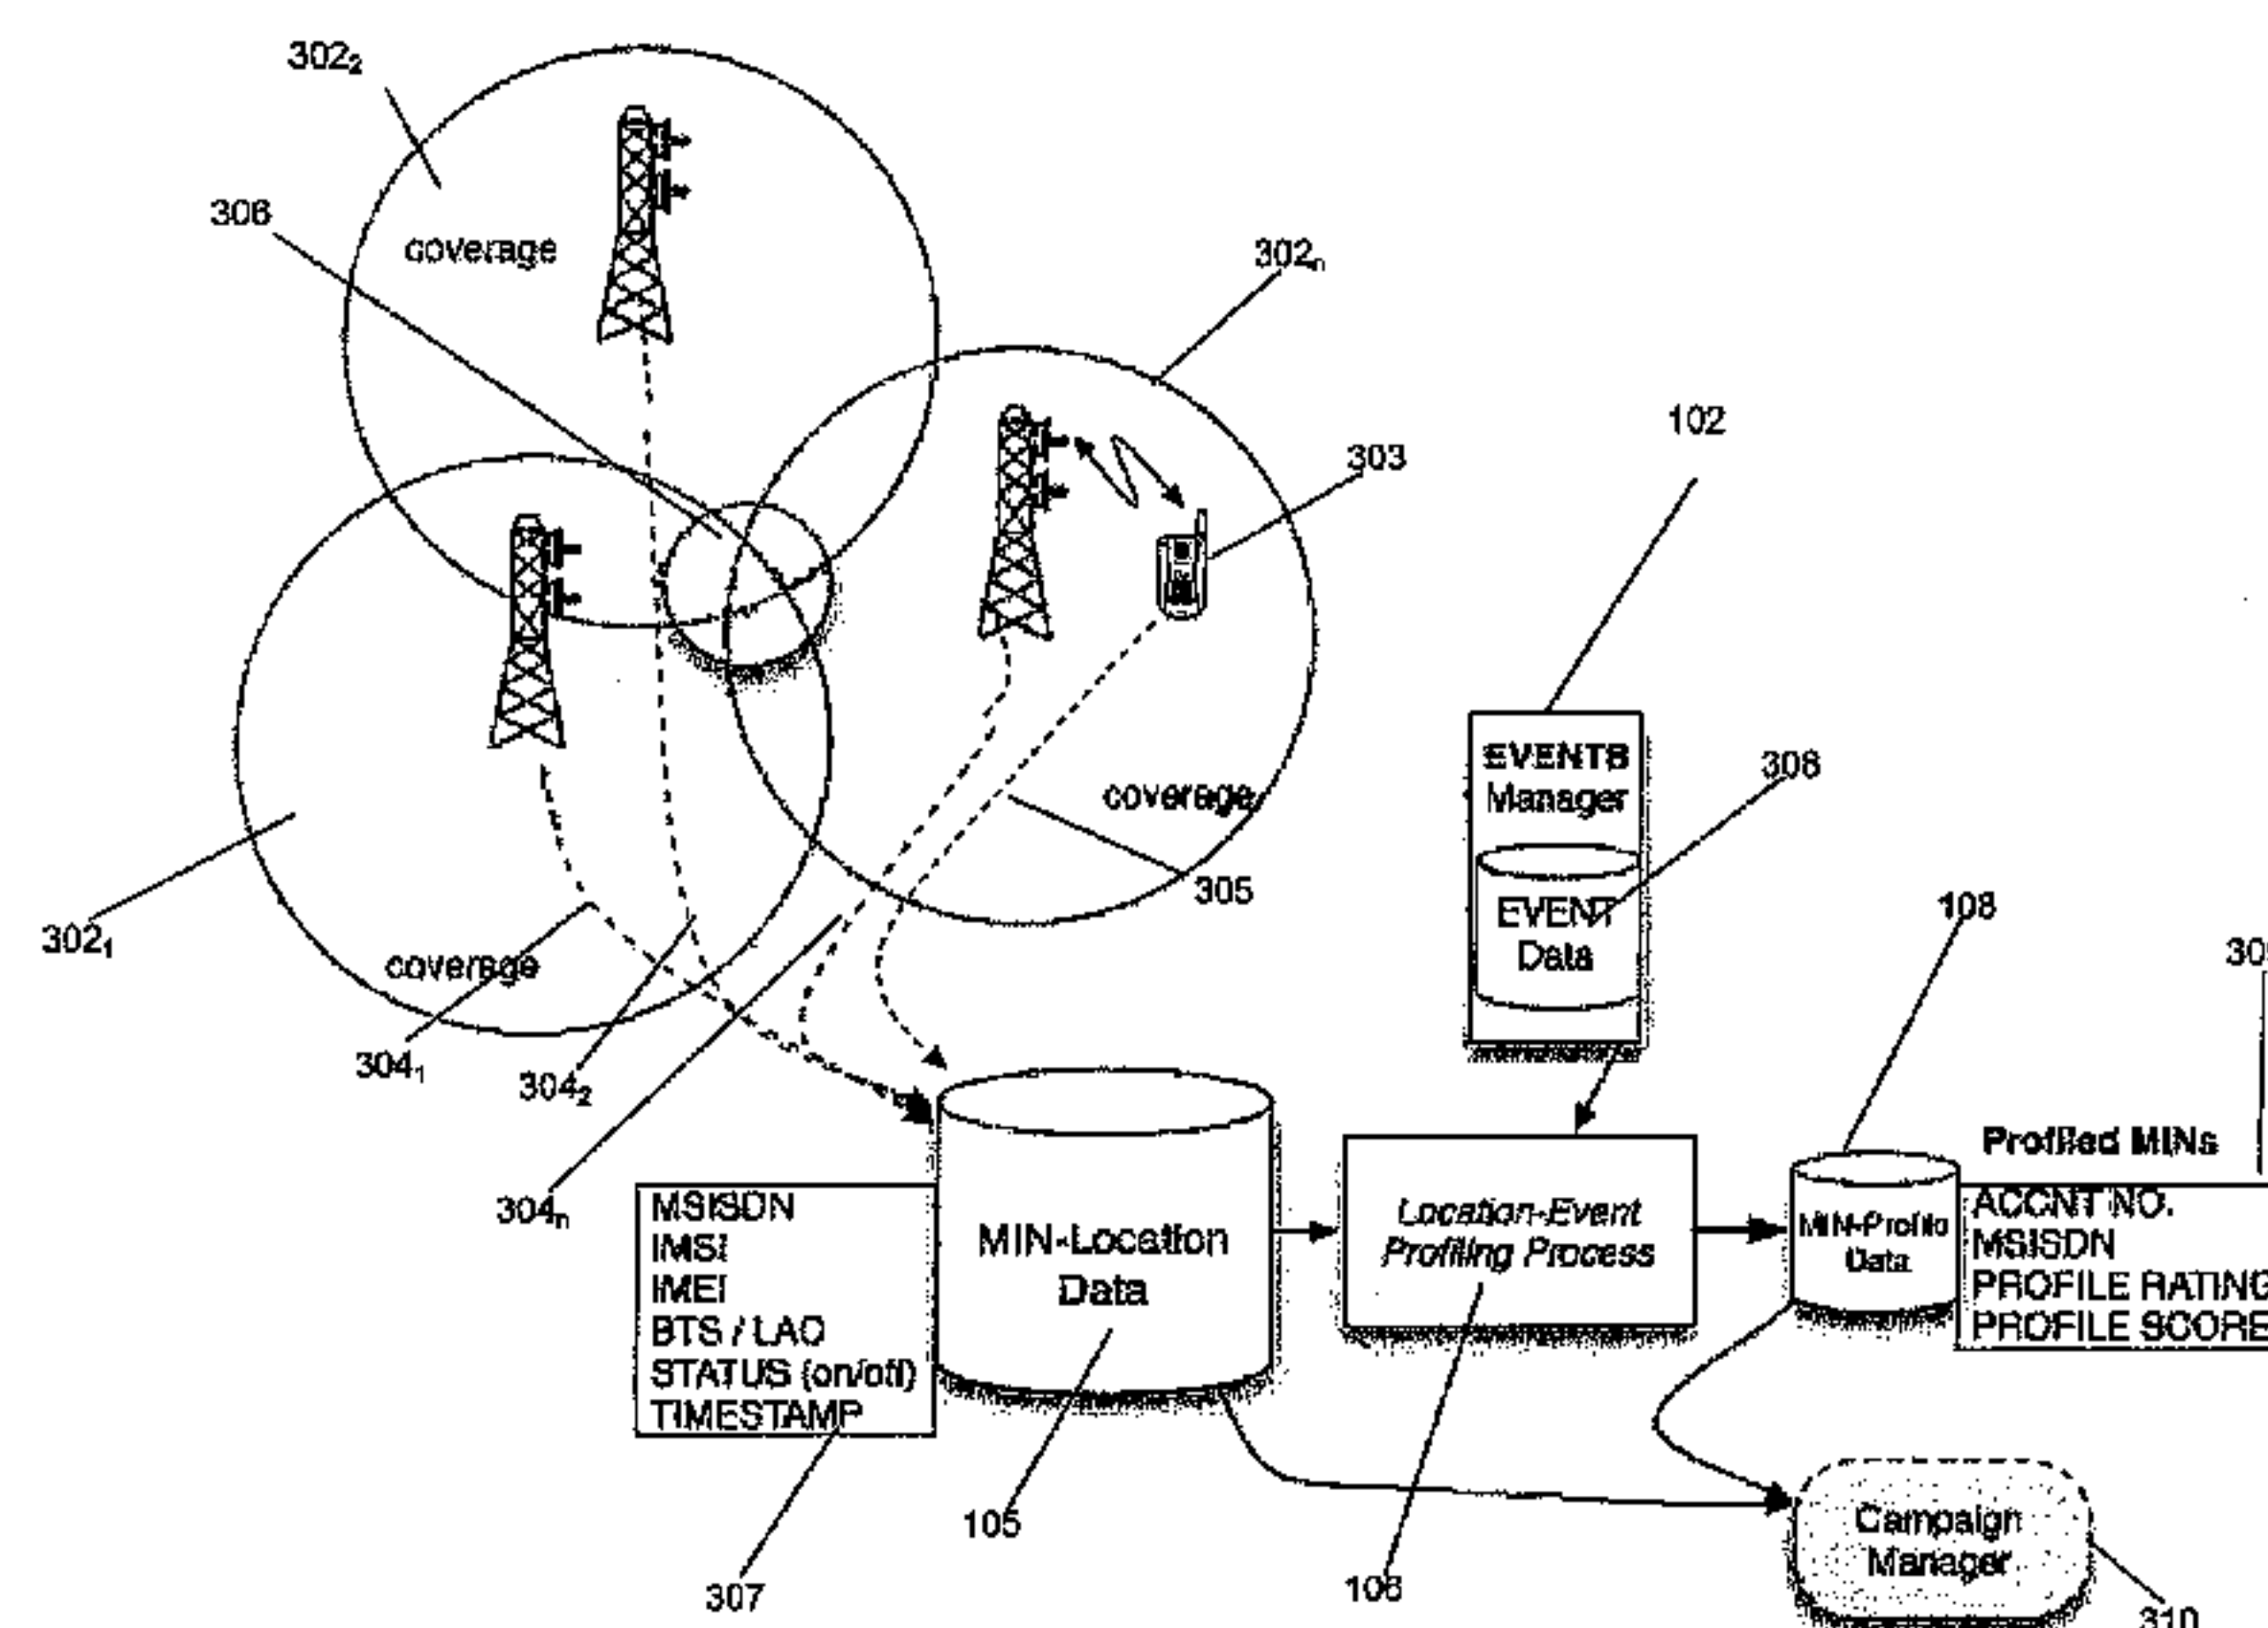 302₂
306
coverage
302ₙ
102
303
EVENTS
Manager
308
coverage
305
EVENT
Data
108
302₁
coverage
304₁
304₂
304ₙ
Profiled MINs
MSISDN
IMSI
IMEI
BTS / LAC
STATUS (on/off)
TIMESTAMP
MIN-Location
Data
Location-Event
Profiling Process
MIN-Profile
Data
ACCNT NO.
MSISDN
PROFILE RATING
PROFILE SCORE
105
307
106
Campaign
Manager
310